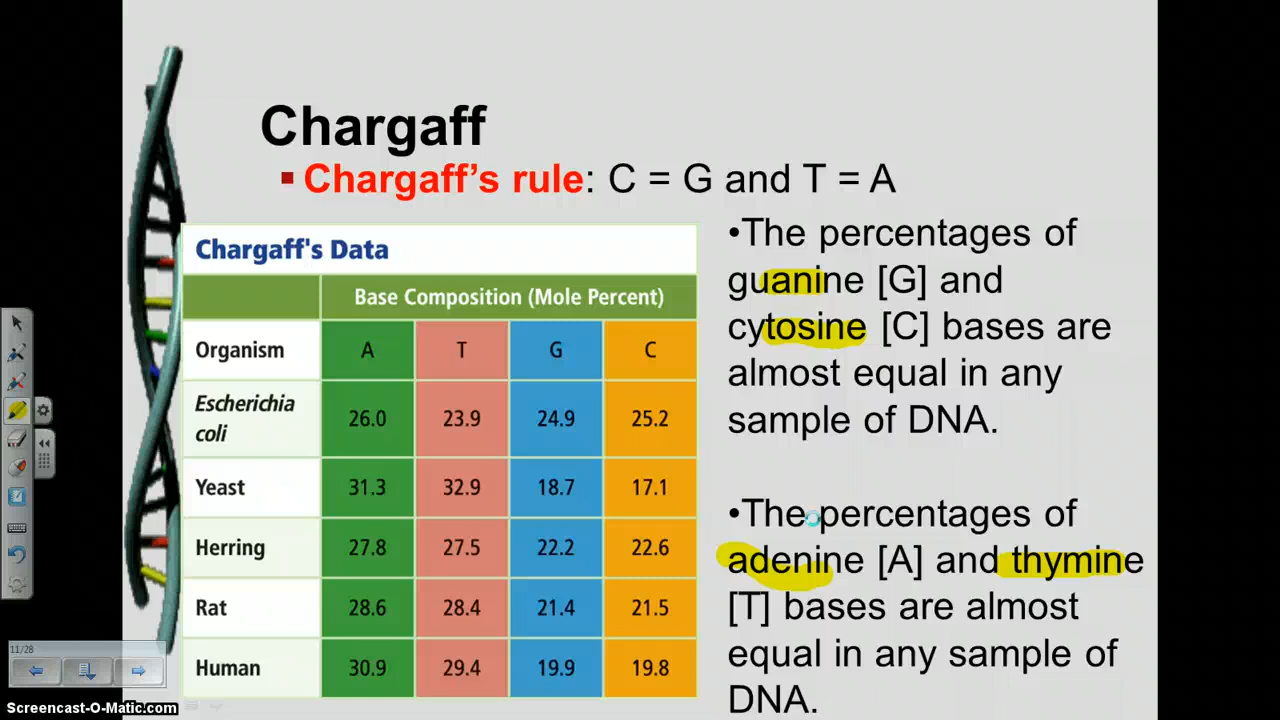 Chargaff
Chargaff’s rule: C = G and T = A
Chargaff's Data
Base Composition (Mole Percent)
Organism A T G C
Escherichia
coli 26.0 23.9 24.9 25.2
Yeast 31.3 32.9 18.7 17.1
Herring 27.8 27.5 22.2 22.6
Rat 28.6 28.4 21.4 21.5
Human 30.9 29.4 19.9 19.8
•The percentages of
guanine [G] and
cytosine [C] bases are
almost equal in any
sample of DNA.
•The percentages of
adenine [A] and thymine
[T] bases are almost
equal in any sample of
DNA.
11/28
Screencast-O-Matic.com